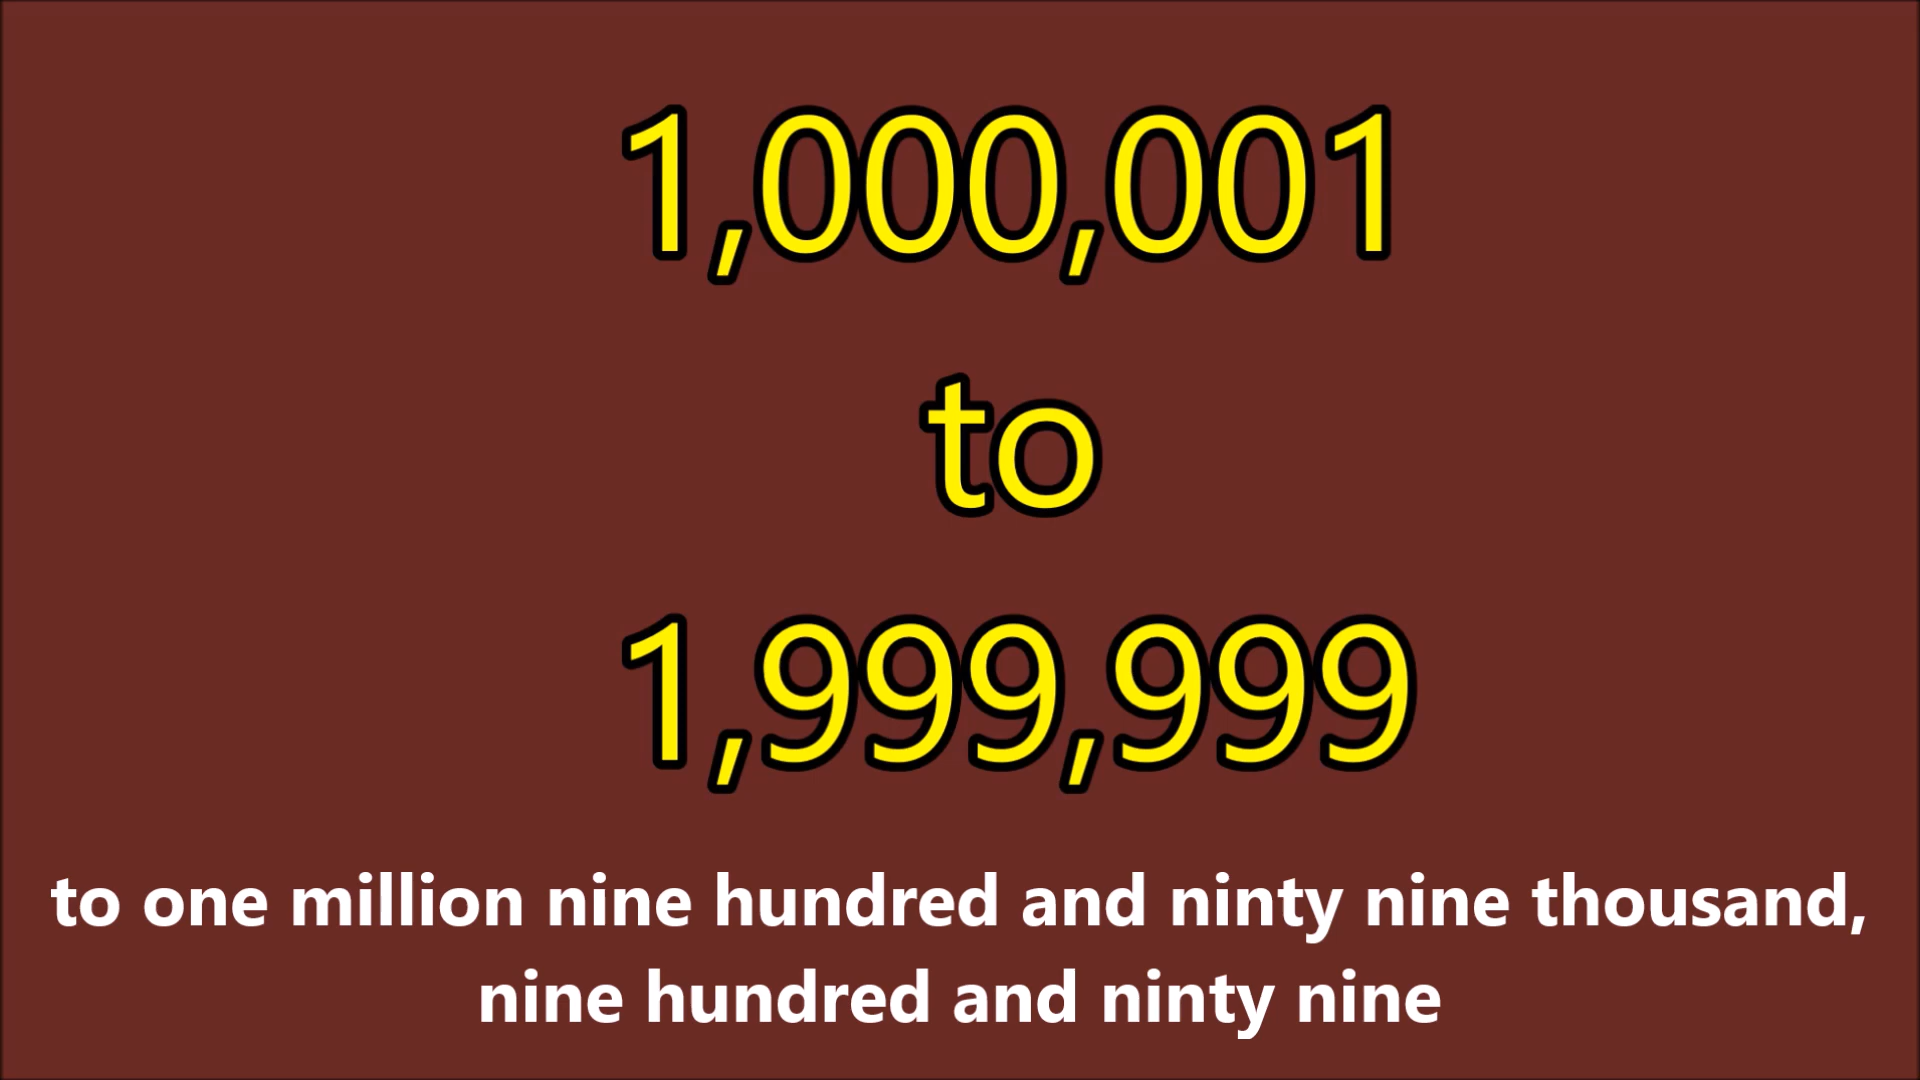 1,000,001
to
1,999,999
to one million nine hundred and ninty nine thousand,
nine hundred and ninty nine